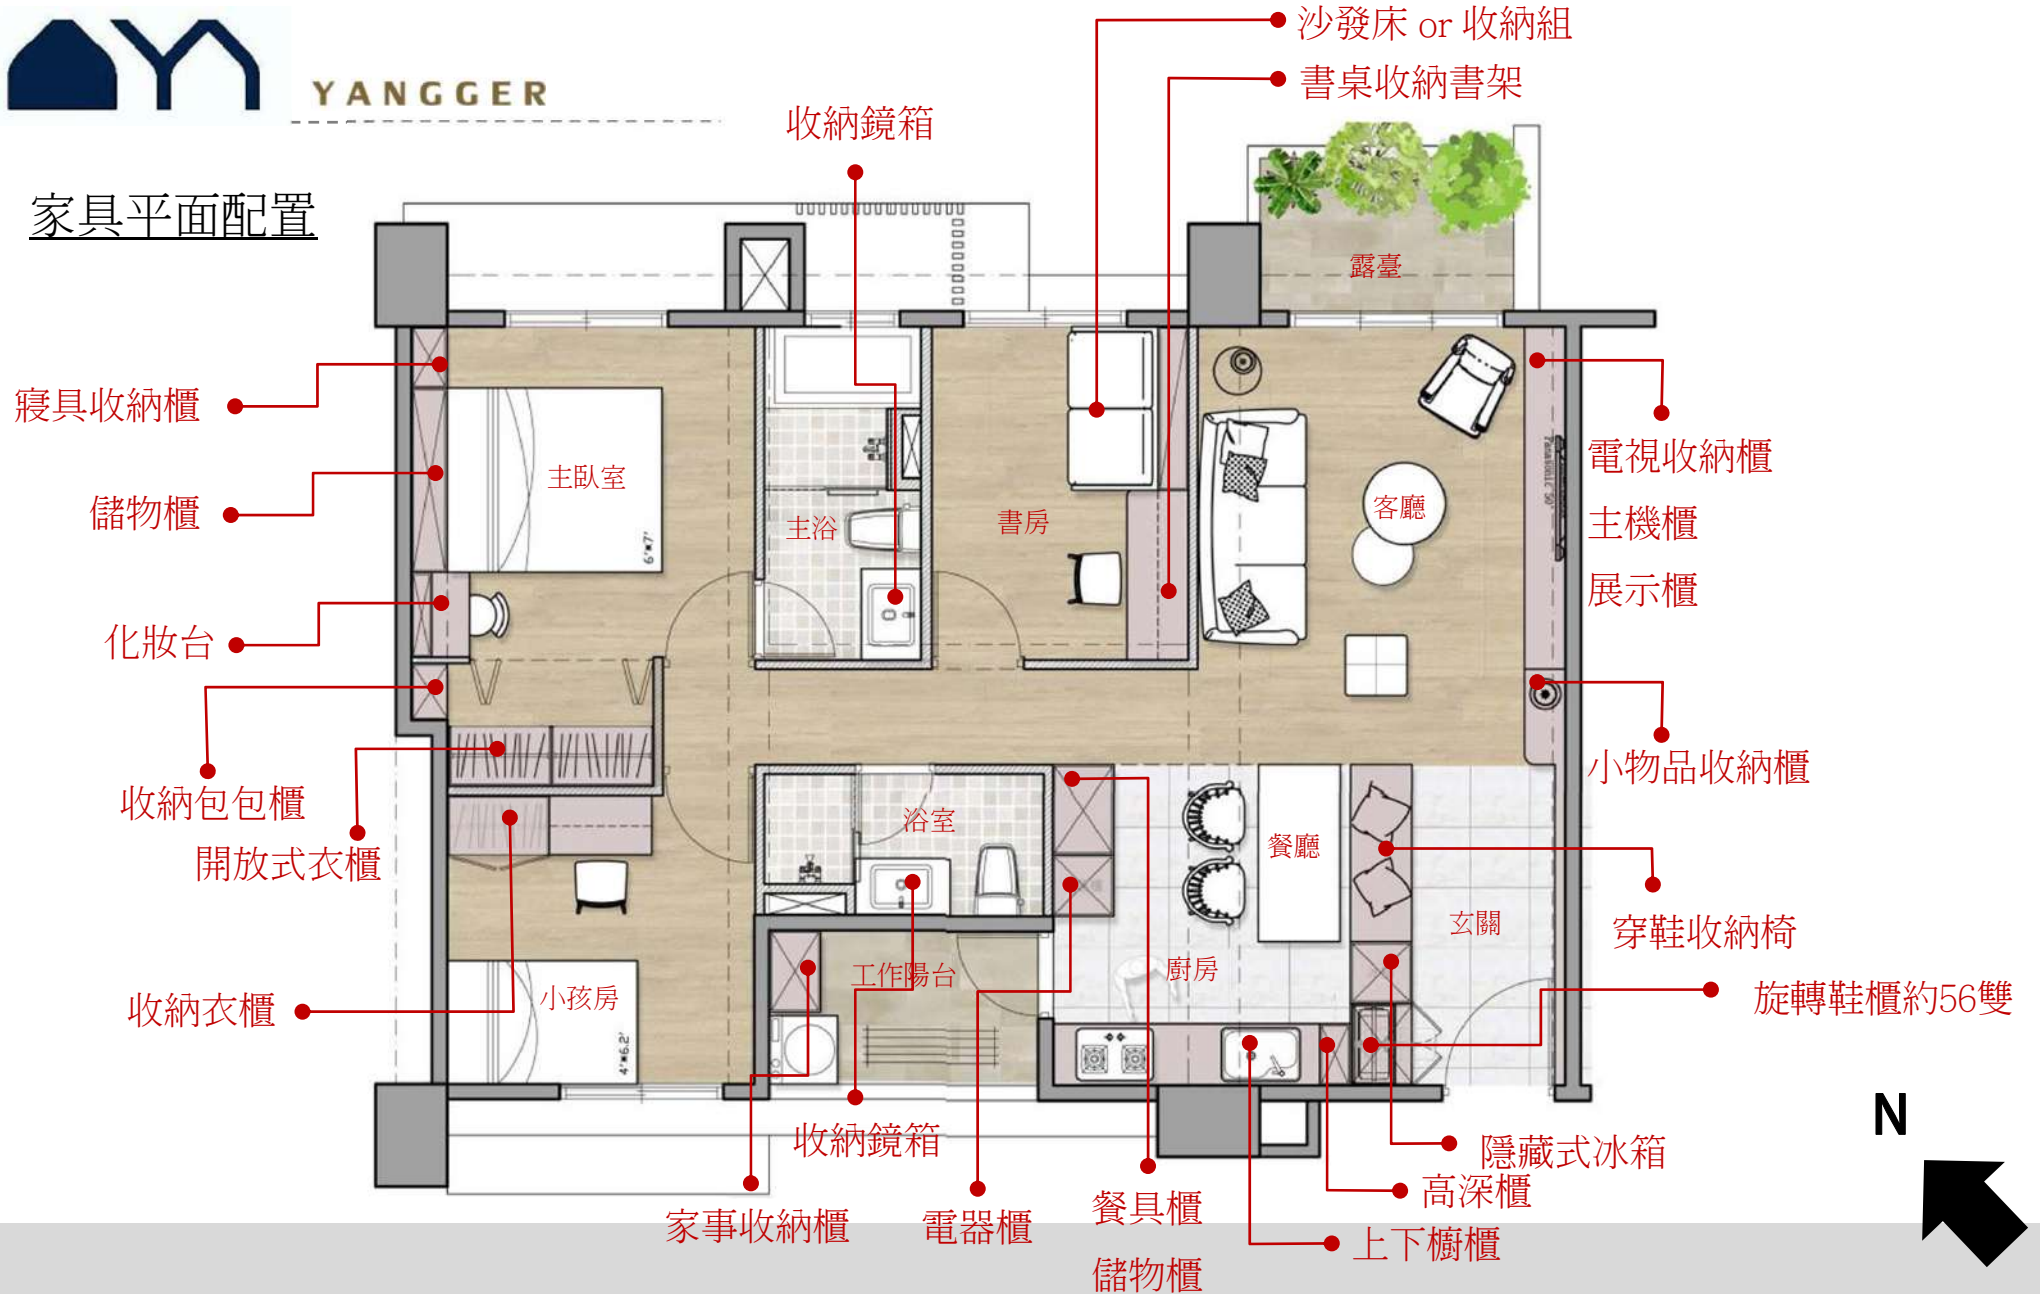 YANGGER
家具平面配置
沙發床 or 收納組
書桌收納書架
收納鏡箱
露臺
寢具收納櫃
儲物櫃
化妝台
收納包包櫃
開放式衣櫃
收納衣櫃
主臥室
6'*7'
主浴
書房
客廳
電視收納櫃
主機櫃
展示櫃
小物品收納櫃
浴室
餐廳
玄關
穿鞋收納椅
旋轉鞋櫃約56雙
小孩房
4'*6.2'
工作陽台
廚房
收納鏡箱
家事收納櫃
電器櫃
餐具櫃
儲物櫃
隱藏式冰箱
高深櫃
上下櫥櫃
N